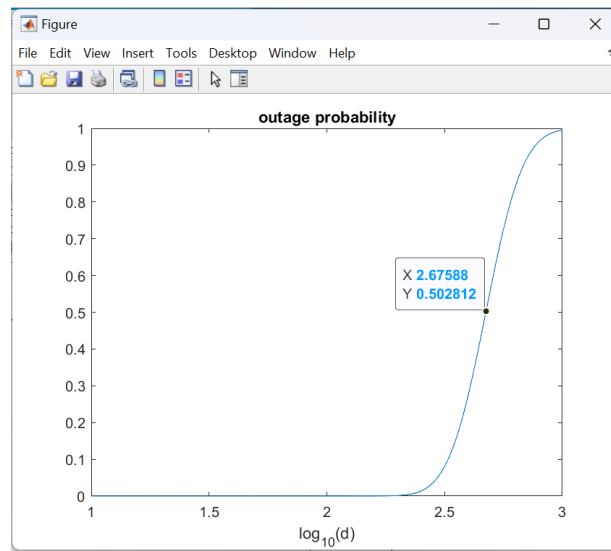 Figure
File Edit View Insert Tools Desktop Window Help
outage probability
1
0.9
0.8
0.7
0.6
X 2.67588
Y 0.502812
0.5
0.4
0.3
0.2
0.1
0
1 1.5 2 2.5 3
log10(d)